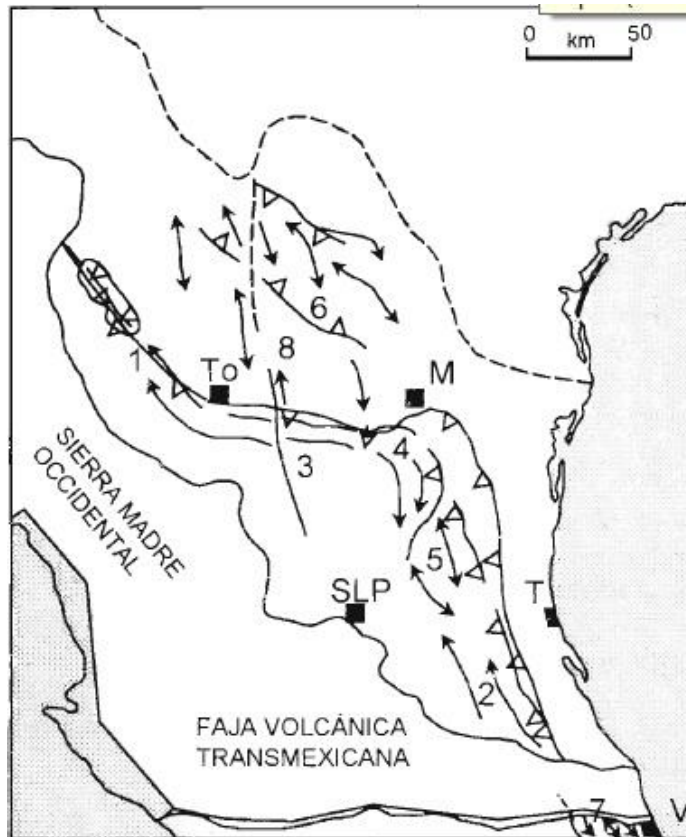 0 50
km
6
8
1
To
M
3
4
SIERRA MADRE
OCCIDENTAL
5
SLP
T
2
FAJA VOLCÁNICA
TRANSMEXICANA
7
V